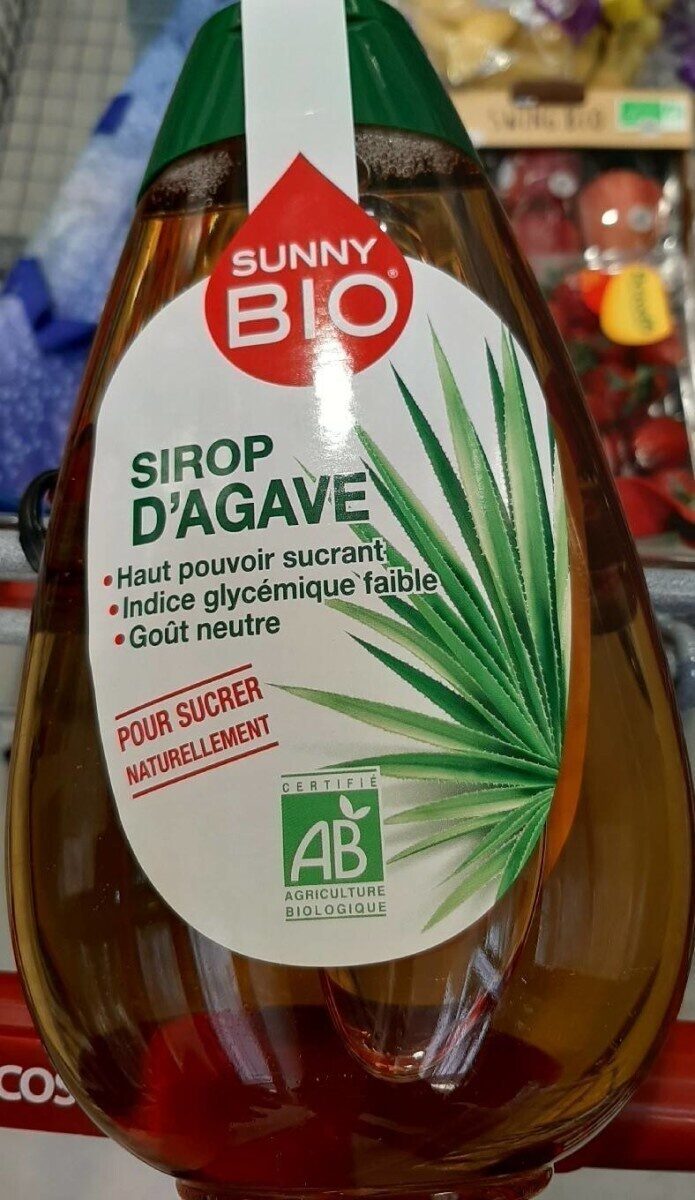 SUNNY
BIO®
SIROP
D'AGAVE
• Haut pouvoir sucrant
• Indice glycémique faible
• Goût neutre
POUR SUCRER
NATURELLEMENT
CERTIFIÉ
AB
AGRICULTURE
BIOLOGIQUE
COS